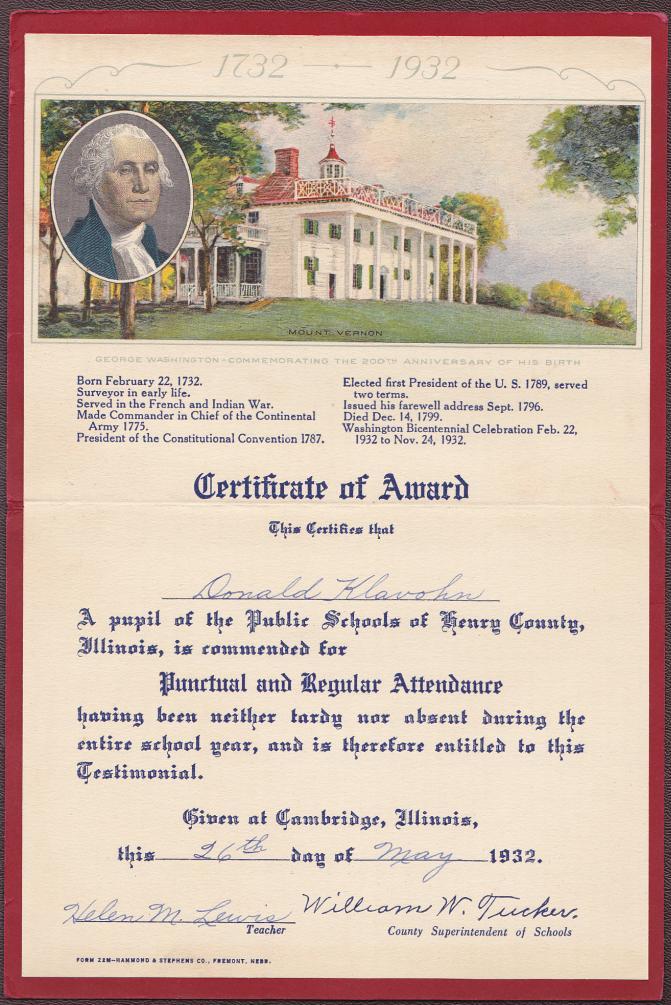 1732 - 1932
MOUNT VERNON
GEORGE WASHINGTON - COMMEMORATING THE 200TH ANNIVERSARY OF HIS BIRTH
Born February 22, 1732.
Surveyor in early life.
Served in the French and Indian War.
Made Commander in Chief of the Continental
Army 1775.
President of the Constitutional Convention 1787.
Elected first President of the U. S. 1789, served
two terms.
Issued his farewell address Sept. 1796.
Died Dec. 14, 1799.
Washington Bicentennial Celebration Feb. 22,
1932 to Nov. 24, 1932.
Certificate of Award
This Certifies that
Donald Klavohn
A pupil of the Public Schools of Henry County,
Illinois, is commended for
Punctual and Regular Attendance
having been neither tardy nor absent during the
entire school year, and is therefore entitled to this
Testimonial.
Given at Cambridge, Illinois,
this 26th day of May 1932.
Helen M. Lewis William W. Tucker.
Teacher County Superintendent of Schools
FORM 22M—HAMMOND & STEPHENS CO., FREMONT, NEBR.